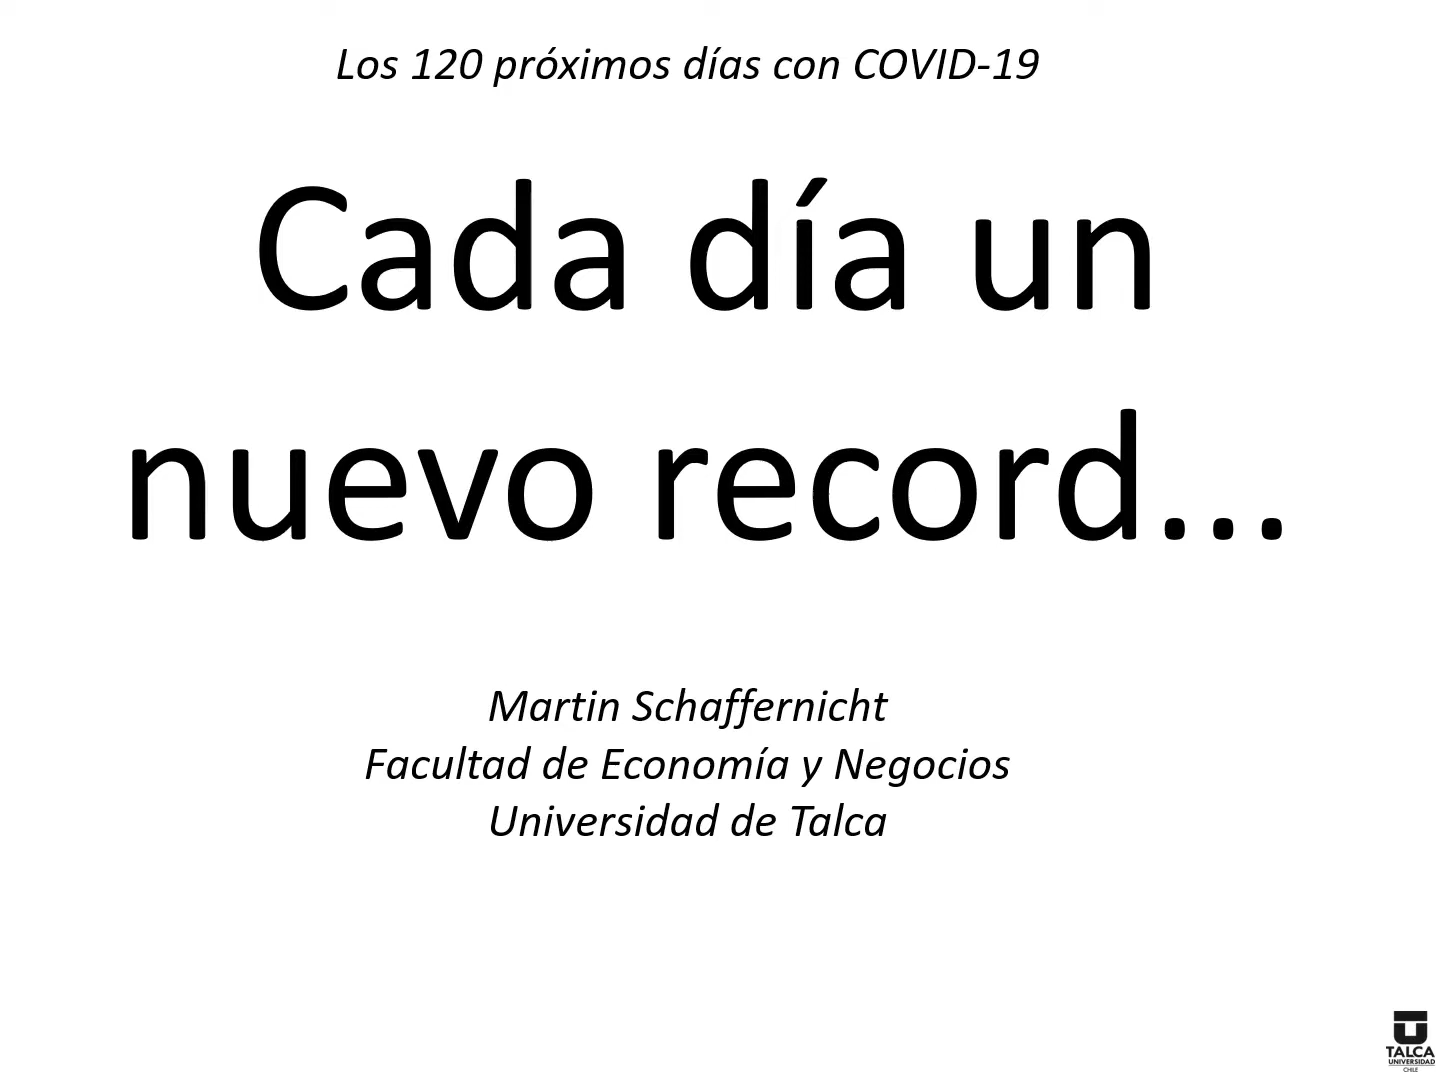 Los 120 próximos días con COVID-19
Cada día un
nuevo record...
Martin Schaffernicht
Facultad de Economía y Negocios
Universidad de Talca
TALCA
UNIVERSIDAD
CHILE